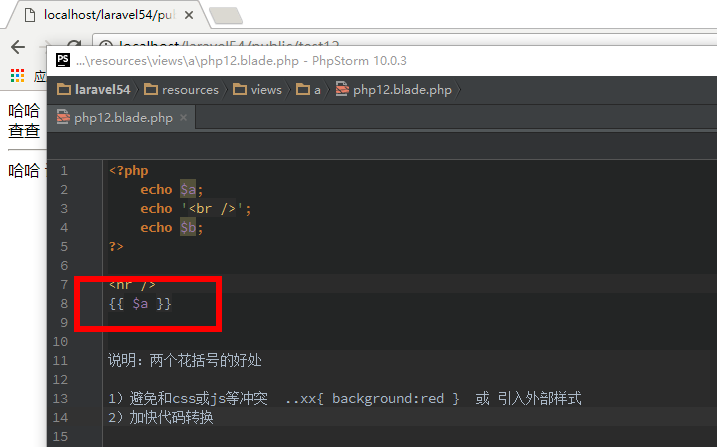 localhost/laravel54/pul
localhost/laravel54/public/test12
PS ...\resources\views\a\php12.blade.php - PhpStorm 10.0.3
laravel54 resources views a php12.blade.php
php12.blade.php
应
哈哈
查查
哈哈
1 <?php
2 echo $a;
3 echo '<br />';
4 echo $b;
5 ?>
6
7 <hr />
8 {{ $a }}
9
10
11 说明：两个花括号的好处
12
13 1）避免和css或js等冲突 ..xx{ background:red } 或 引入外部样式
14 2）加快代码转换
15